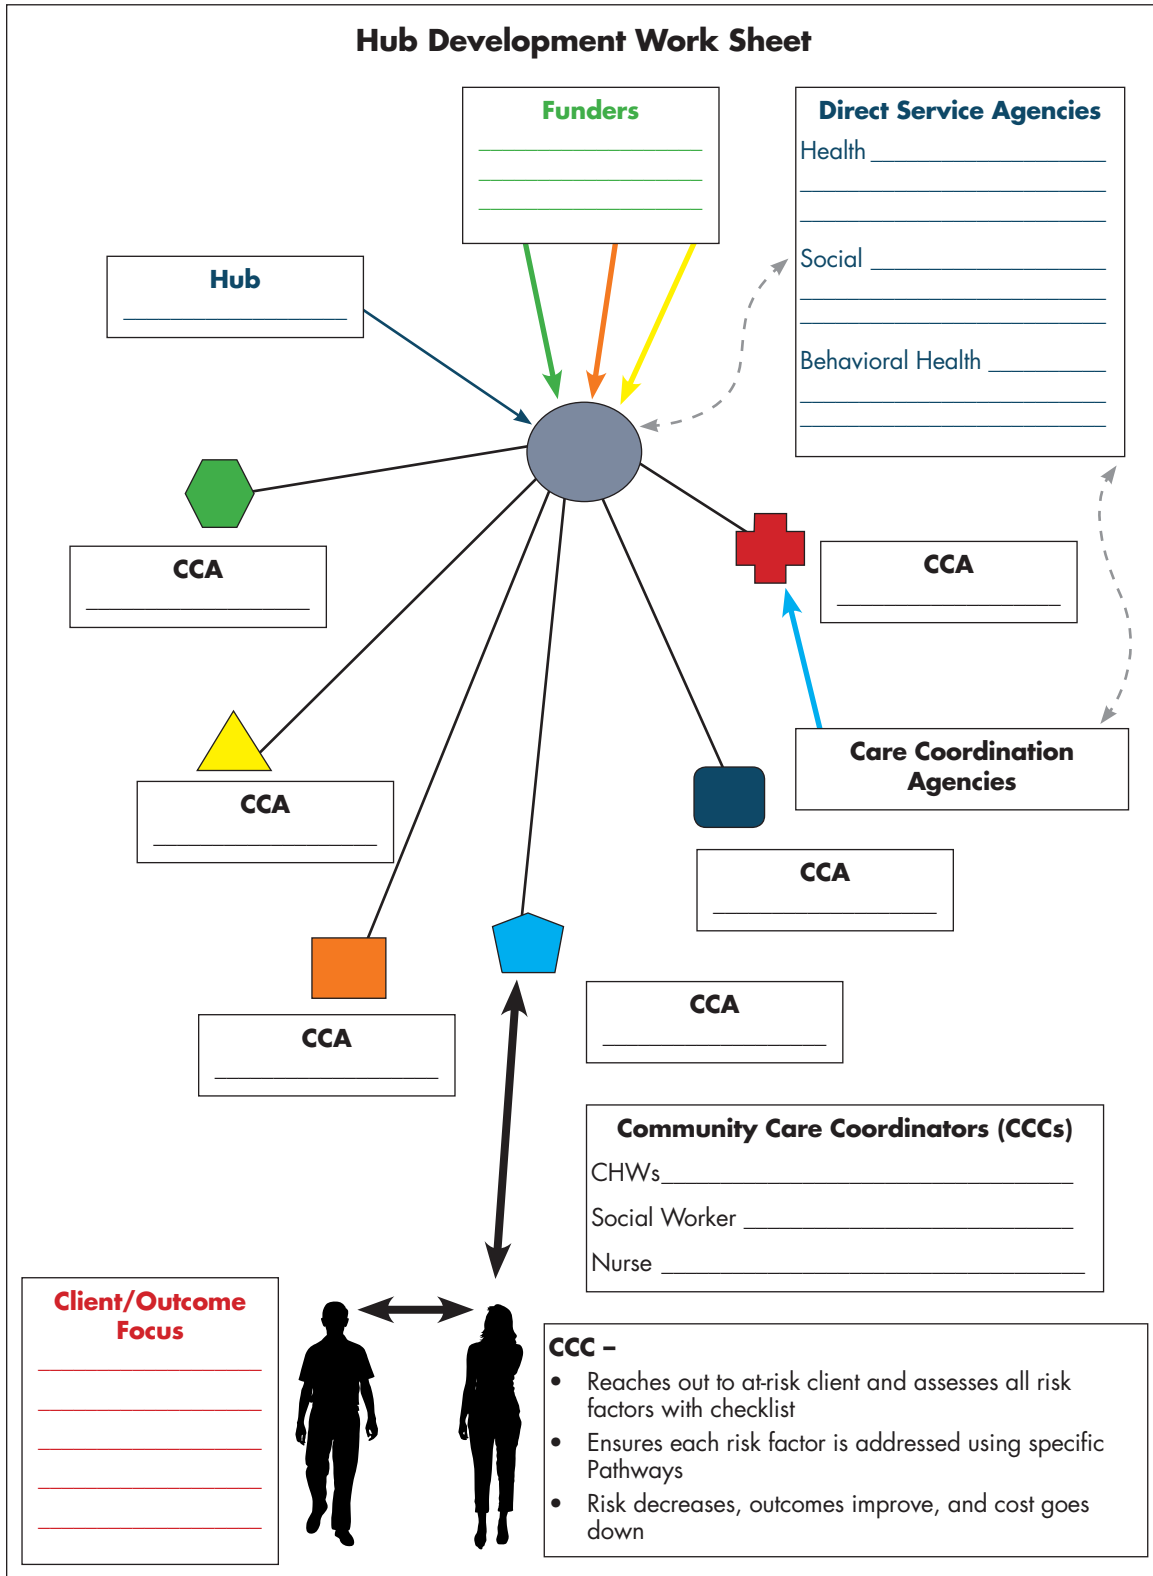 Hub Development Work Sheet
Funders
Direct Service Agencies
Health
Social
Behavioral Health
Hub
CCA
CCA
CCA
Care Coordination
Agencies
CCA
CCA
CCA
Community Care Coordinators (CCCs)
CHWs
Social Worker
Nurse
Client/Outcome
Focus
CCC –
• Reaches out to at-risk client and assesses all risk
factors with checklist
• Ensures each risk factor is addressed using specific
Pathways
• Risk decreases, outcomes improve, and cost goes
down